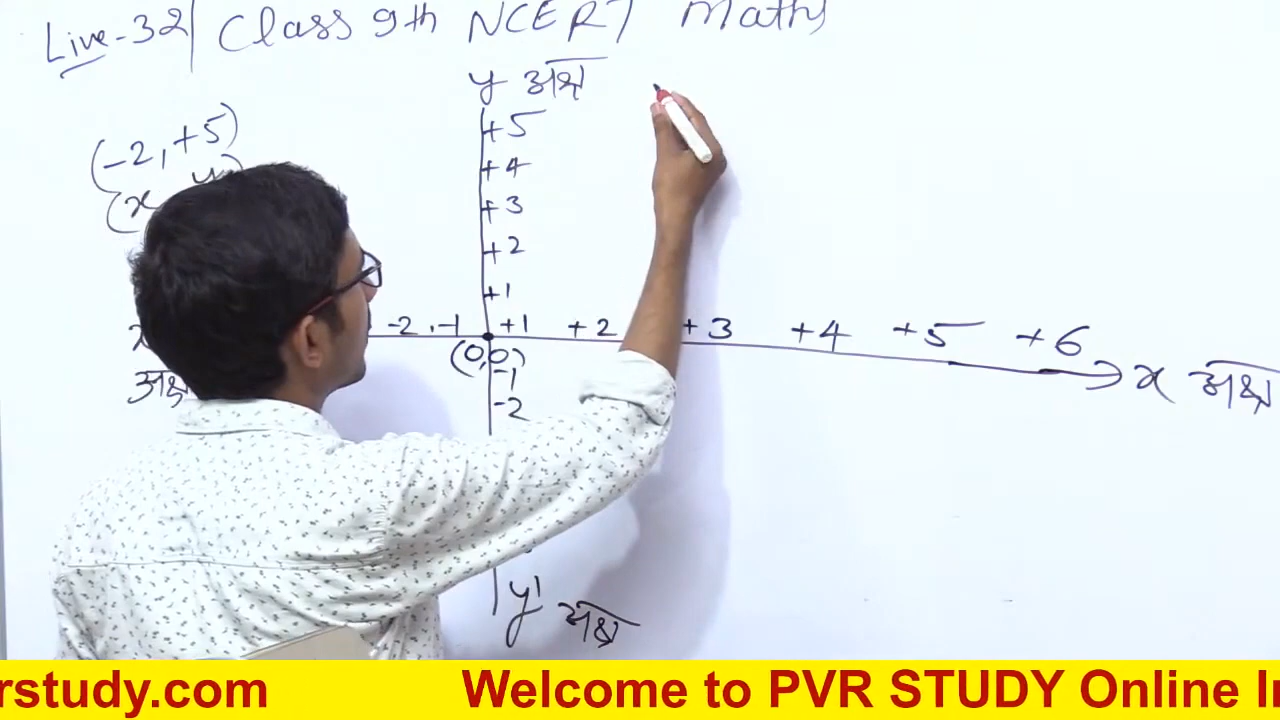 Live-32 | Class 9th NCERT Maths
y अक्ष
(-2, +5)
(x
+5
+4
+3
+2
+1
-2, -1 +1 +2 +3 +4 +5 +6
(0,0)
x अक्ष
अक्ष
-1
-2
y' अक्ष
rstudy.com Welcome to PVR STUDY Online In